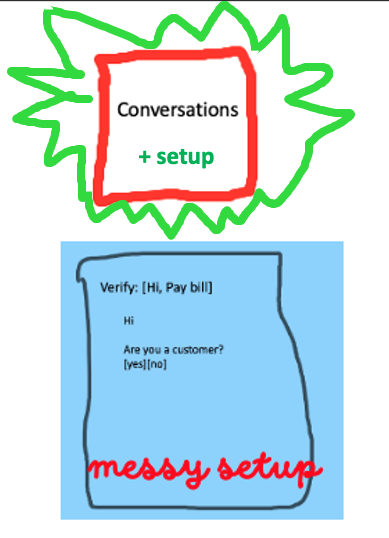 Conversations
+ setup
Verify: [Hi, Pay bill]
Hi
Are you a customer?
[yes][no]
messy setup